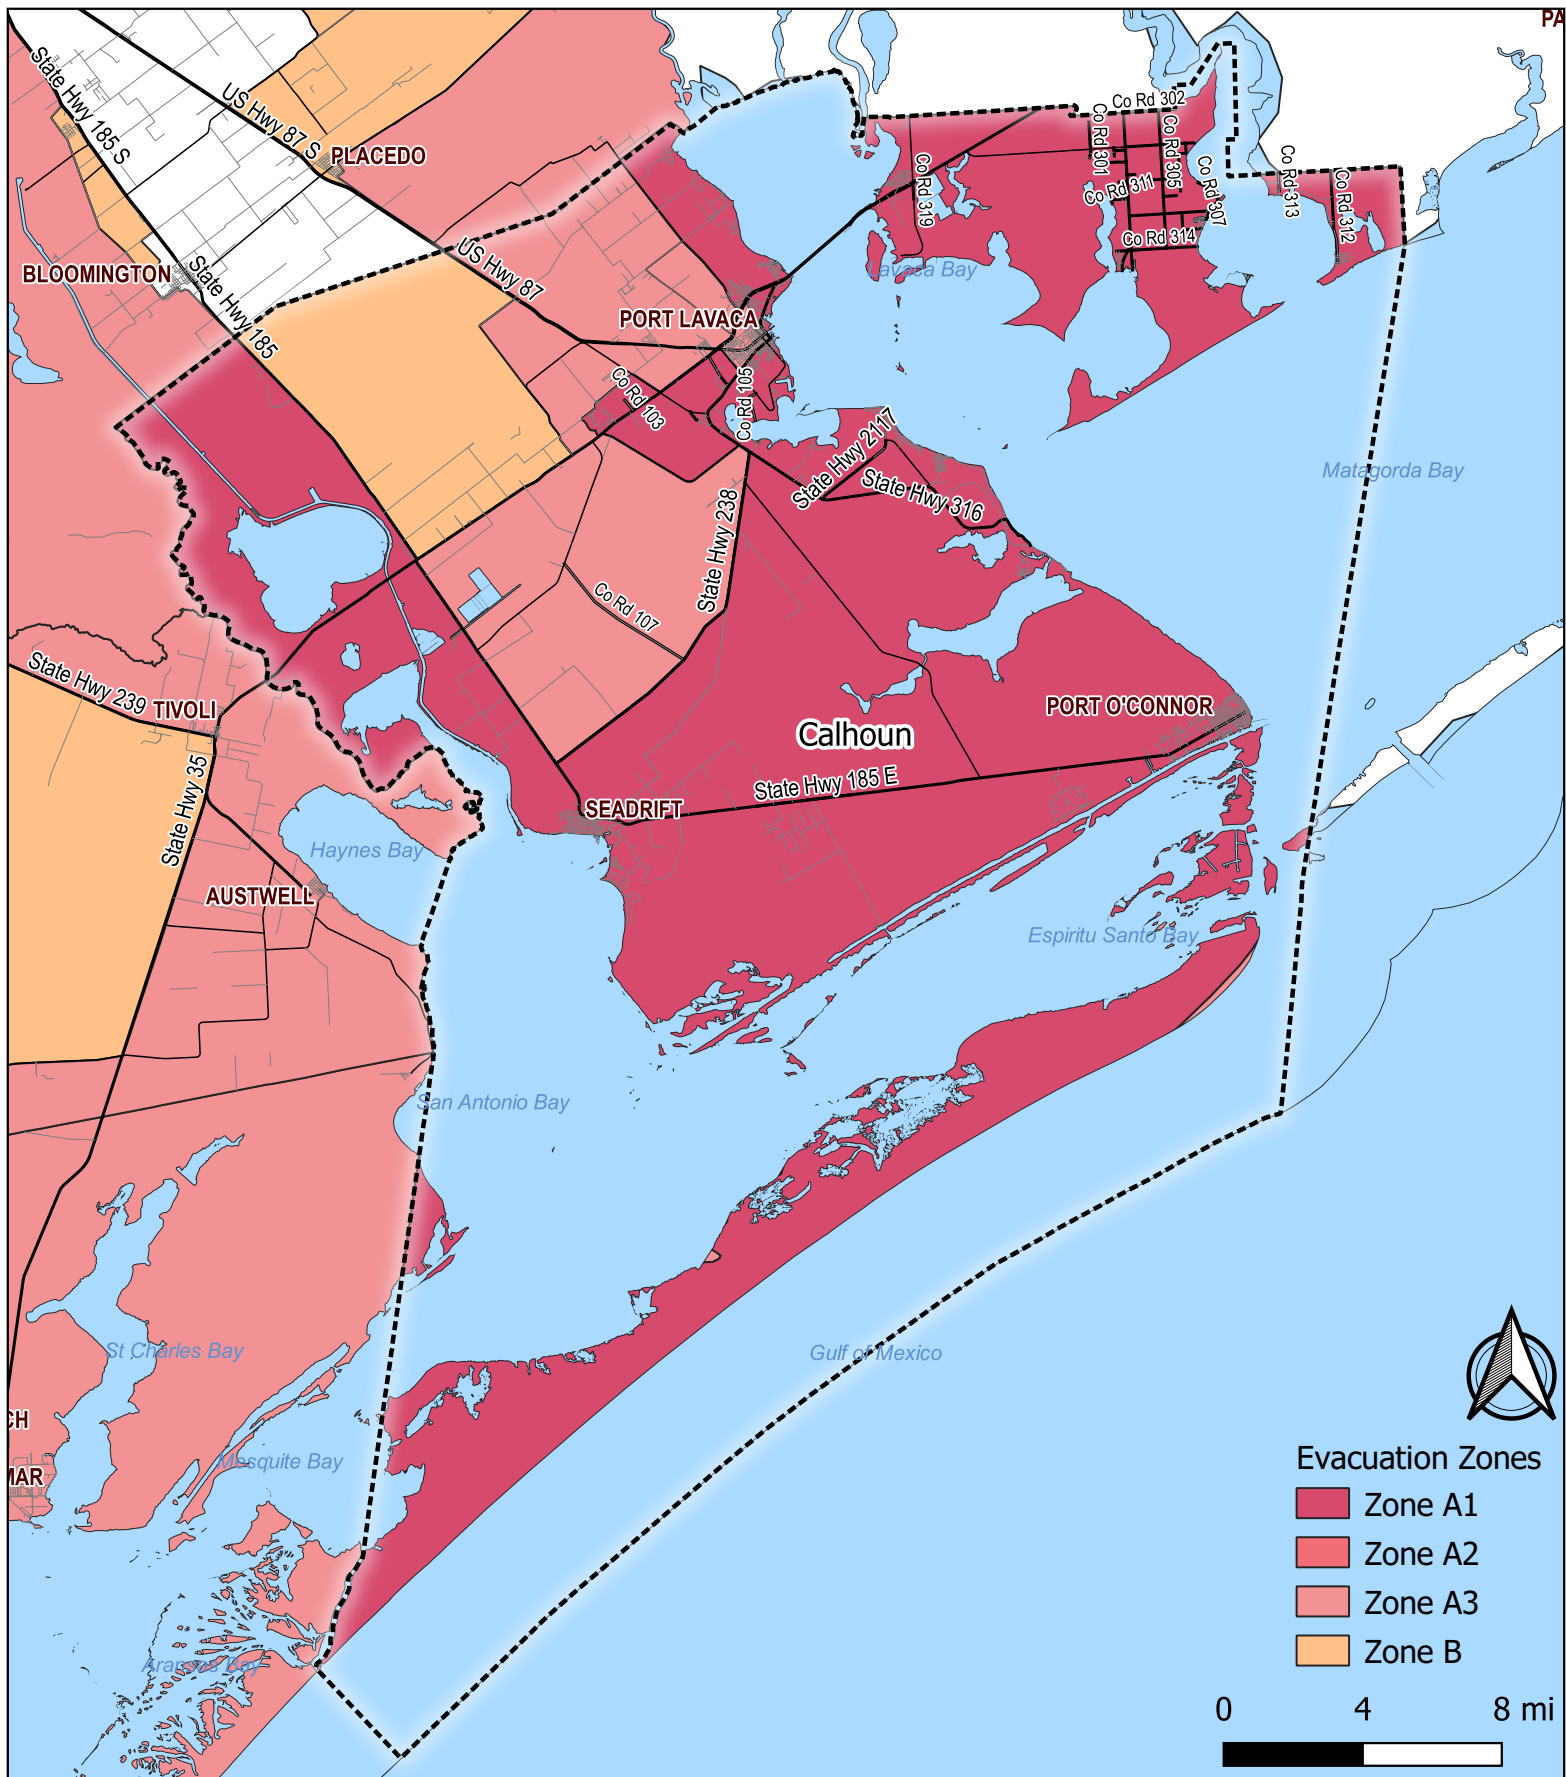 PA
State Hwy 185 S
US Hwy 87 S
PLACEDO
Co Rd 302
Co Rd 301
Co Rd 305
Co Rd 319
Co Rd 311
Co Rd 307
Co Rd 313
Co Rd 312
Co Rd 314
BLOOMINGTON
State Hwy 185
US Hwy 87
Lavaca Bay
PORT LAVACA
Co Rd 103
Co Rd 105
State Hwy 2117
State Hwy 316
Matagorda Bay
State Hwy 238
Co Rd 107
State Hwy 239
TIVOLI
PORT O'CONNOR
Calhoun
State Hwy 35
State Hwy 185 E
SEADRIFT
Haynes Bay
AUSTWELL
Espiritu Santo Bay
San Antonio Bay
St Charles Bay
Gulf of Mexico
CH
MAR
Mesquite Bay
Aransas Bay
Evacuation Zones
Zone A1
Zone A2
Zone A3
Zone B
0 4 8 mi